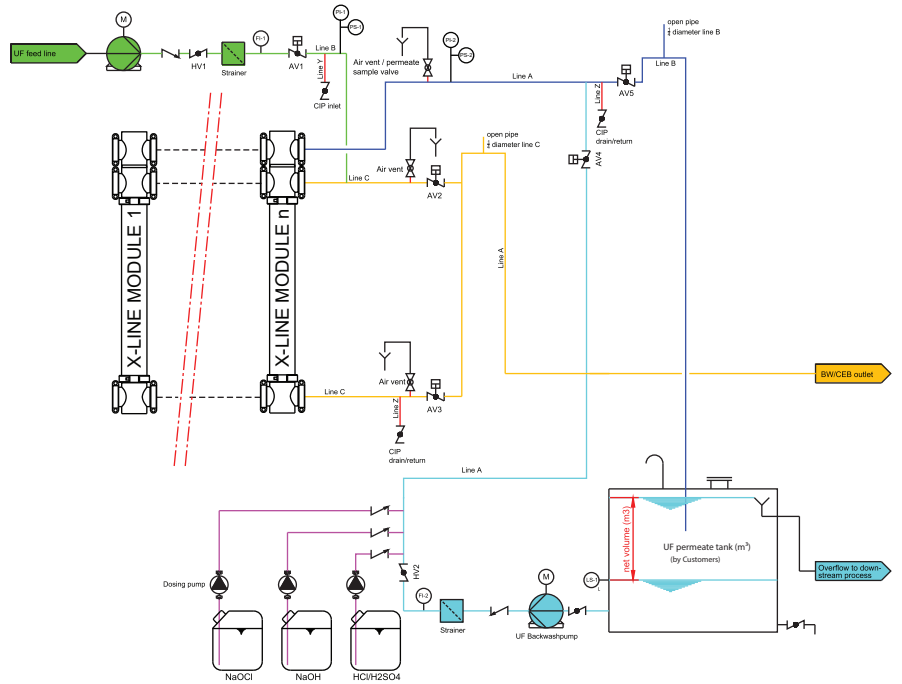 M
UF feed line
HV1
Strainer
FI-1
AV1
Line B
PI-1
PS-1
Line Y
CIP inlet
Air vent / permeate
sample valve
PI-2
PS-2
Line A
open pipe
diameter line B
Line B
AV5
Line Z
CIP
drain/return
AV4
open pipe
diameter line C
Air vent
Line C
AV2
Line A
X-LINE MODULE 1
X-LINE MODULE n
BW/CEB outlet
Air vent
Line C
Line Z
AV3
CIP
drain/return
Line A
net volume (m3)
UF permeate tank (m³)
(by Customers)
Overflow to down-
stream process
LS-1
L
HV2
FI-2
Strainer
M
UF Backwashpump
Dosing pump
NaOCl
NaOH
HCl/H2SO4